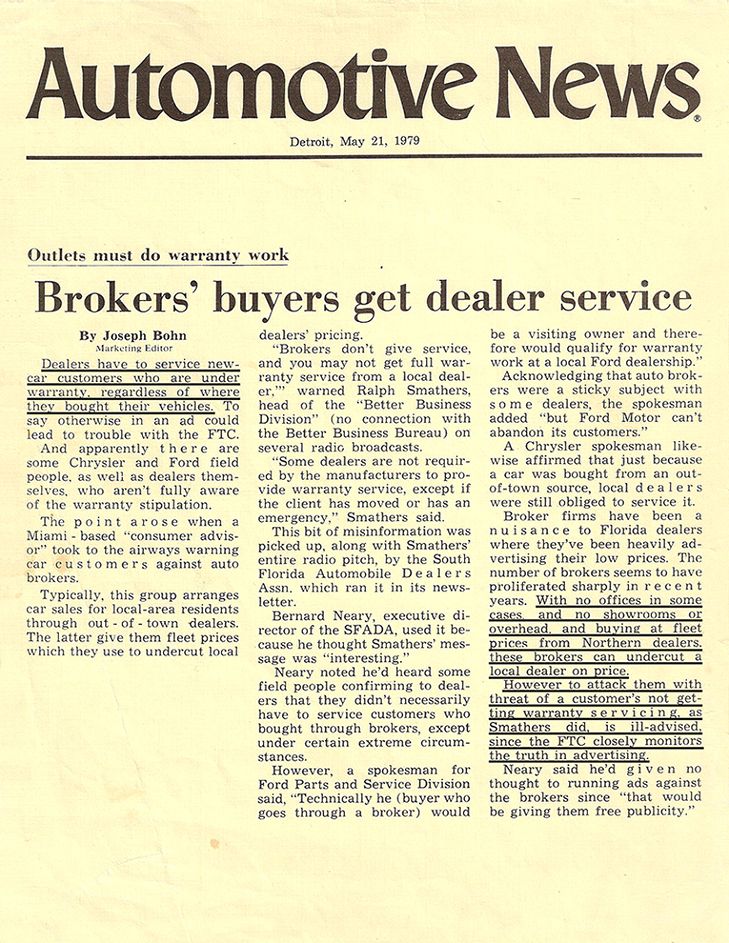 Automotive News®
Detroit, May 21, 1979
Outlets must do warranty work
Brokers' buyers get dealer service
By Joseph Bohn
Marketing Editor
Dealers have to service new-
car customers who are under
warranty, regardless of where
they bought their vehicles. To
say otherwise in an ad could
lead to trouble with the FTC.
And apparently there are
some Chrysler and Ford field
people, as well as dealers them-
selves, who aren't fully aware
of the warranty stipulation.
The point arose when a
Miami-based "consumer advis-
or" took to the airways warning
car customers against auto
brokers.
Typically, this group arranges
car sales for local-area residents
through out-of-town dealers.
The latter give them fleet prices
which they use to undercut local
dealers' pricing.
"Brokers don't give service,
and you may not get full war-
ranty service from a local deal-
er,'" warned Ralph Smathers,
head of the "Better Business
Division" (no connection with
the Better Business Bureau) on
several radio broadcasts.
"Some dealers are not requir-
ed by the manufacturers to pro-
vide warranty service, except if
the client has moved or has an
emergency," Smathers said.
This bit of misinformation was
picked up, along with Smathers'
entire radio pitch, by the South
Florida Automobile Dealers
Assn. which ran it in its news-
letter.
Bernard Neary, executive di-
rector of the SFADA, used it be-
cause he thought Smathers' mes-
sage was "interesting."
Neary noted he'd heard some
field people confirming to deal-
ers that they didn't necessarily
have to service customers who
bought through brokers, except
under certain extreme circum-
stances.
However, a spokesman for
Ford Parts and Service Division
said, "Technically he (buyer who
goes through a broker) would
be a visiting owner and there-
fore would qualify for warranty
work at a local Ford dealership."
Acknowledging that auto brok-
ers were a sticky subject with
some dealers, the spokesman
added "but Ford Motor can't
abandon its customers."
A Chrysler spokesman like-
wise affirmed that just because
a car was bought from an out-
of-town source, local dealers
were still obliged to service it.
Broker firms have been a
nuisance to Florida dealers
where they've been heavily ad-
vertising their low prices. The
number of brokers seems to have
proliferated sharply in recent
years. With no offices in some
cases, and no showrooms or
overhead, and buying at fleet
prices from Northern dealers,
these brokers can undercut a
local dealer on price.
However to attack them with
threat of a customer's not get-
ting warranty servicing, as
Smathers did, is ill-advised,
since the FTC closely monitors
the truth in advertising.
Neary said he'd given no
thought to running ads against
the brokers since "that would
be giving them free publicity."